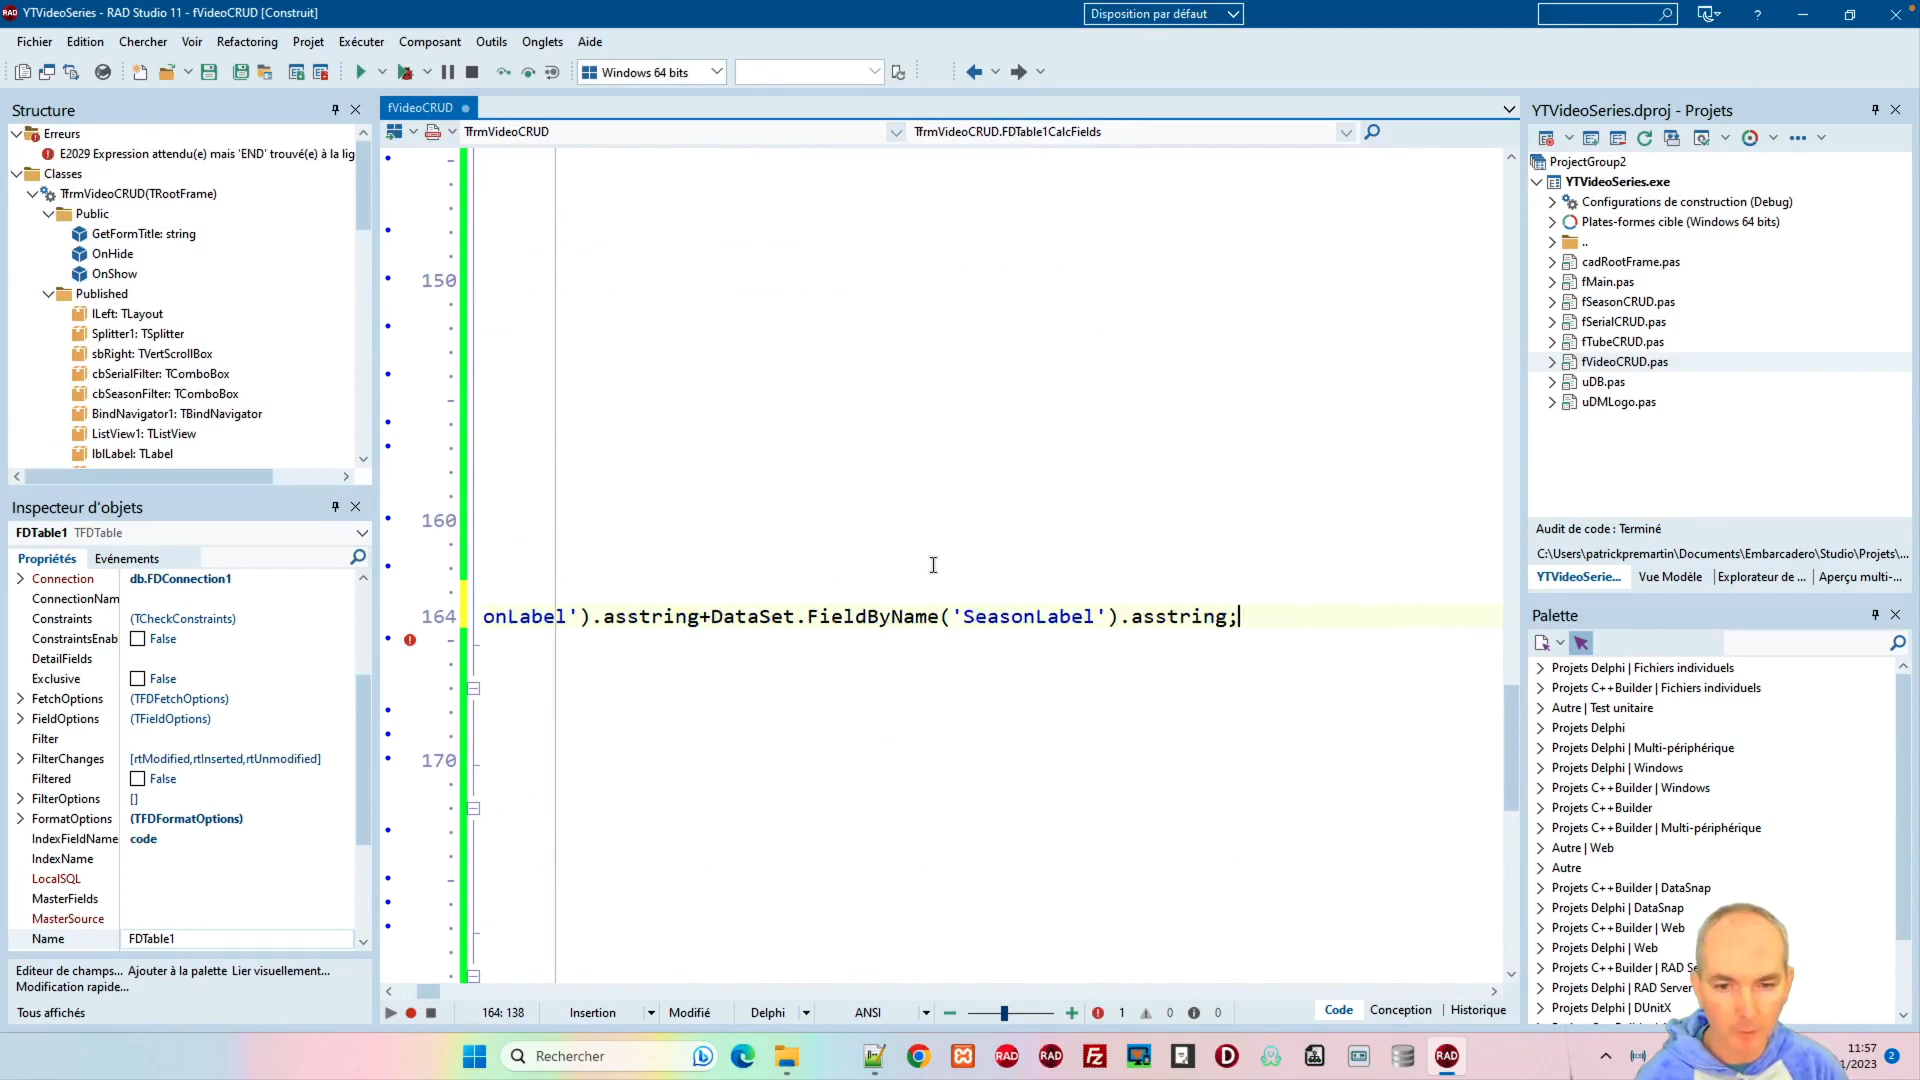 YTVideoSeries - RAD Studio 11 - fVideoCRUD [Construit]
Disposition par défaut
Fichier Edition Chercher Voir Refactoring Projet Exécuter Composant Outils Onglets Aide
Windows 64 bits
Structure
Erreurs
E2029 Expression attendu(e) mais 'END' trouvé(e) à la lig
Classes
TfrmVideoCRUD(TRootFrame)
Public
GetFormTitle: string
OnHide
OnShow
Published
lLeft: TLayout
Splitter1: TSplitter
sbRight: TVertScrollBox
cbSerialFilter: TComboBox
cbSeasonFilter: TComboBox
BindNavigator1: TBindNavigator
ListView1: TListView
lblLabel: TLabel
Inspecteur d'objets
FDTable1 TFDTable
Propriétés Evénements
Connection db.FDConnection1
ConnectionNam
Constraints (TCheckConstraints)
ConstraintsEnab False
DetailFields
Exclusive False
FetchOptions (TFDFetchOptions)
FieldOptions (TFieldOptions)
Filter
FilterChanges [rtModified,rtInserted,rtUnmodified]
Filtered False
FilterOptions []
FormatOptions (TFDFormatOptions)
IndexFieldName code
IndexName
LocalSQL
MasterFields
MasterSource
Name FDTable1
Editeur de champs... Ajouter à la palette Lier visuellement...
Modification rapide...
Tous affichés
fVideoCRUD
TfrmVideoCRUD TfrmVideoCRUD.FDTable1CalcFields
150
160
164 onLabel').asstring+DataSet.FieldByName('SeasonLabel').asstring;
170
164: 138 Insertion Modifié Delphi ANSI 1 0 0 Code Conception Historique
YTVideoSeries.dproj - Projets
ProjectGroup2
YTVideoSeries.exe
Configurations de construction (Debug)
Plates-formes cible (Windows 64 bits)
..
cadRootFrame.pas
fMain.pas
fSeasonCRUD.pas
fSerialCRUD.pas
fTubeCRUD.pas
fVideoCRUD.pas
uDB.pas
uDMLogo.pas
Audit de code : Terminé
C:\Users\patrickpremartin\Documents\Embarcadero\Studio\Projets\...
YTVideoSerie... Vue Modèle Explorateur de ... Aperçu multi-...
Palette
Projets Delphi | Fichiers individuels
Projets C++Builder | Fichiers individuels
Autre | Test unitaire
Projets Delphi
Projets Delphi | Multi-périphérique
Projets Delphi | Windows
Projets C++Builder
Projets C++Builder | Windows
Projets C++Builder | Multi-périphérique
Autre | Web
Autre
Projets C++Builder | DataSnap
Projets Delphi | DataSnap
Projets C++Builder | Web
Projets Delphi | Web
Projets C++Builder | RAD Se
Projets Delphi | RAD Server
Projets Delphi | DUnitX
Rechercher
11:57
1/2023
2